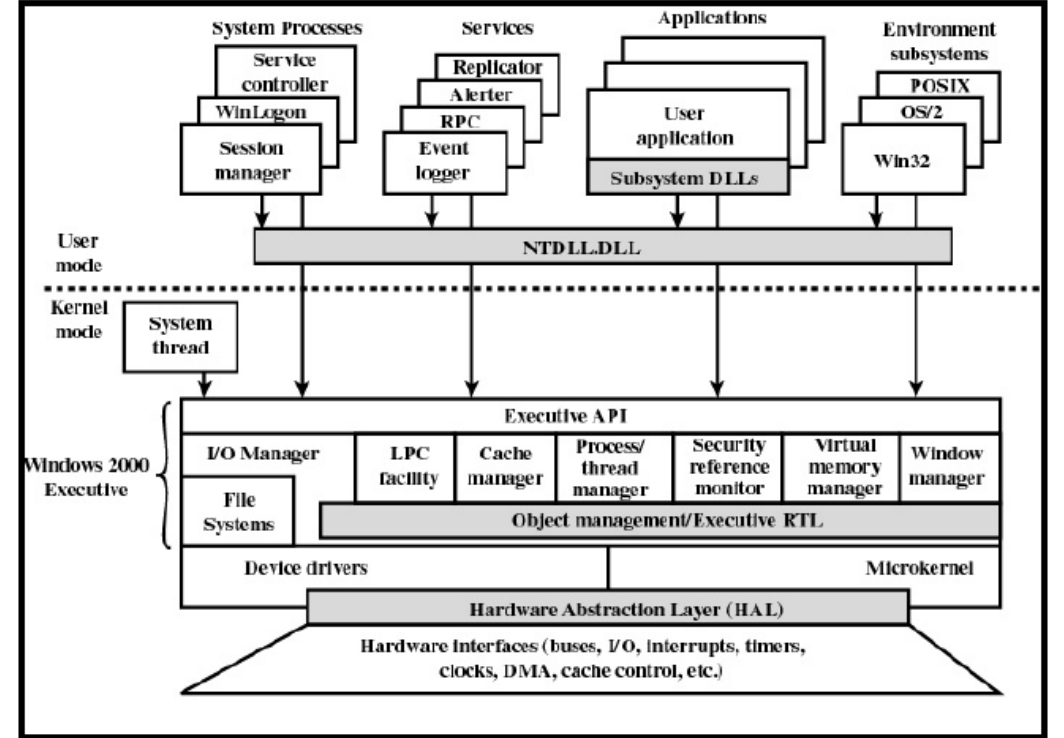 System Processes
Services
Applications
Environment
subsystems
Service
controller
WinLogon
Session
manager
Replicator
Alerter
RPC
Event
logger
User
application
Subsystem DLLs
POSIX
OS/2
Win32
User
mode
NTDLL.DLL
Kernel
mode
System
thread
Windows 2000
Executive
Executive API
I/O Manager
LPC
facility
Cache
manager
Process/
thread
manager
Security
reference
monitor
Virtual
memory
manager
Window
manager
File
Systems
Object management/Executive RTL
Device drivers
Microkernel
Hardware Abstraction Layer (HAL)
Hardware interfaces (buses, I/O, interrupts, timers,
clocks, DMA, cache control, etc.)